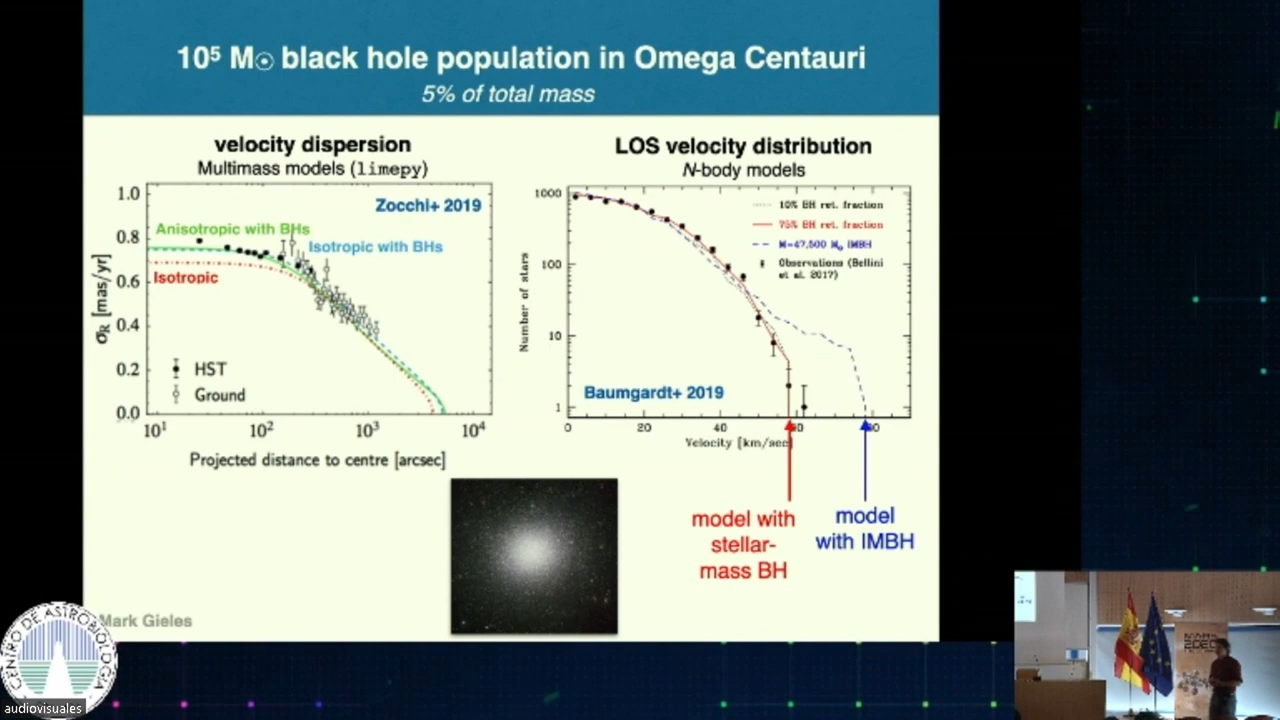 10⁵ M☉ black hole population in Omega Centauri
5% of total mass
velocity dispersion
Multimass models (limepy)
Zocchi+ 2019
Anisotropic with BHs
Isotropic with BHs
Isotropic
HST
Ground
σR [mas/yr]
1.0
0.8
0.6
0.4
0.2
0.0
10¹ 10² 10³ 10⁴
Projected distance to centre [arcsec]
LOS velocity distribution
N-body models
10% BH ret. fraction
75% BH ret. fraction
M=47,500 M☉ IMBH
Observations (Bellini
et al. 2017)
Baumgardt+ 2019
Number of stars
1000
100
10
1
0 20 40
Velocity [km/sec]
model with
stellar-
mass BH
model
with IMBH
Mark Gieles
CENTRO DE ASTROBIOLOGÍA
audiovisuales
MARS
2020